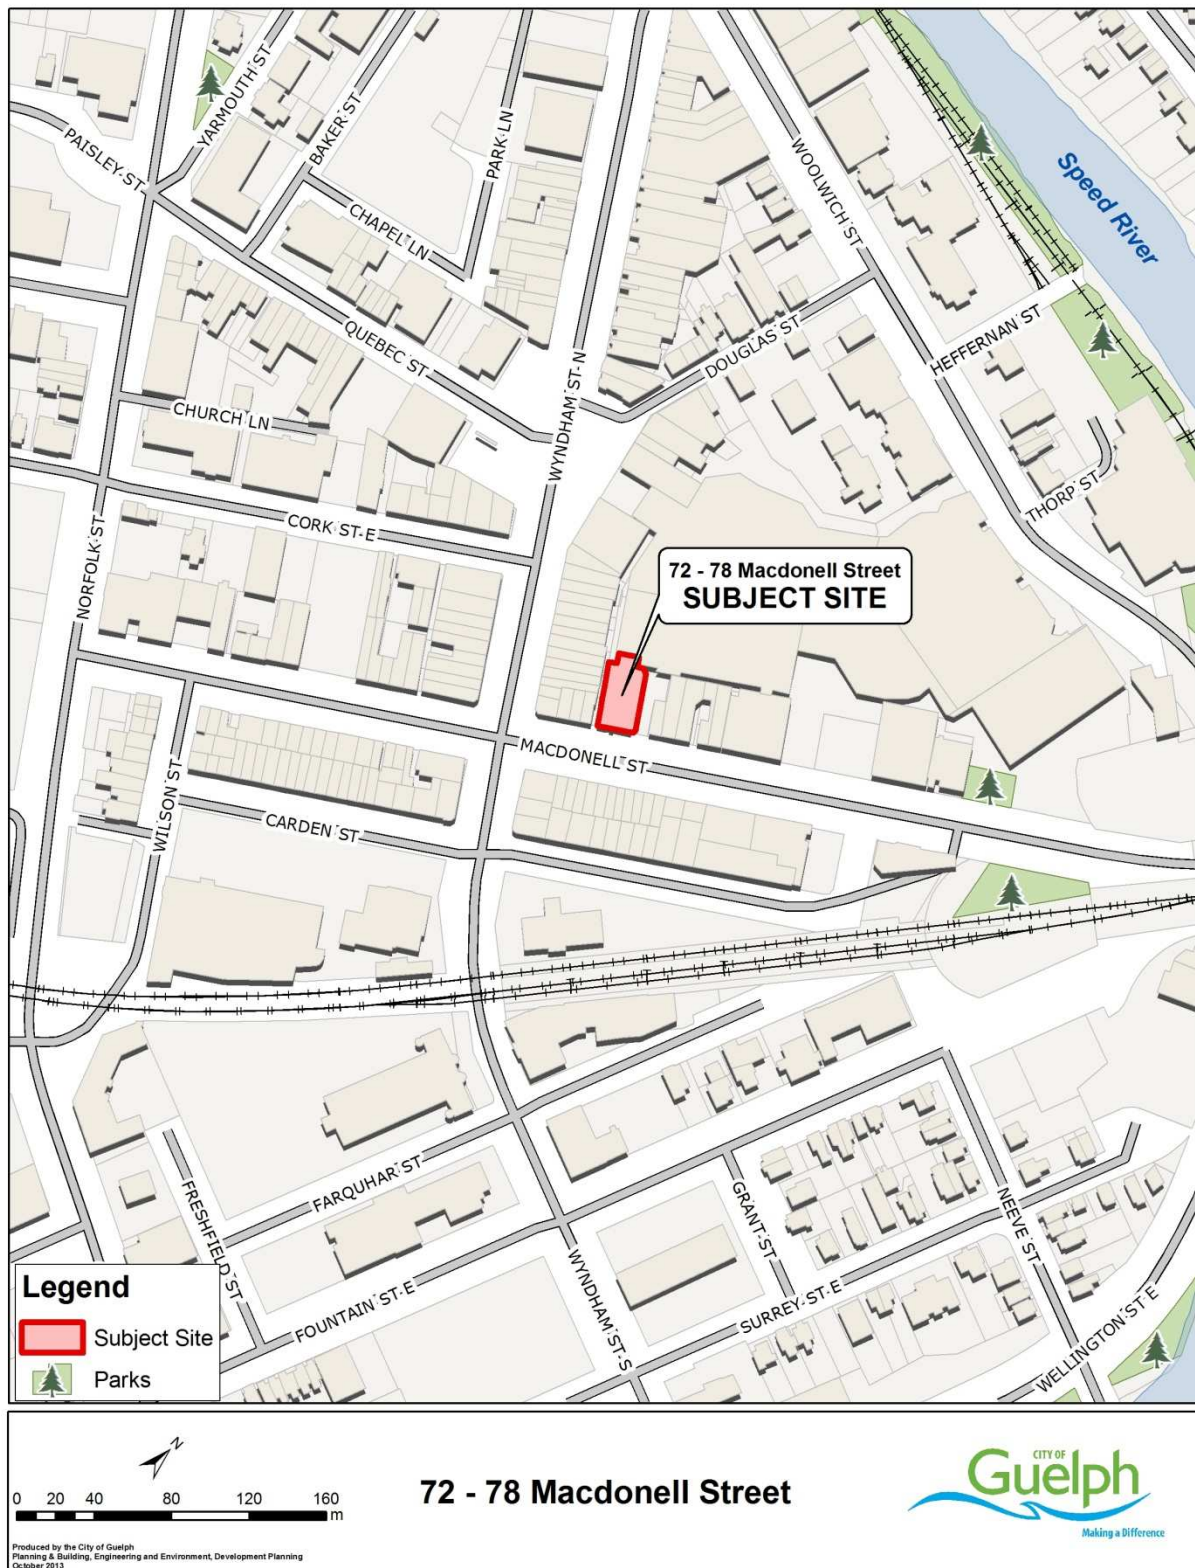 YARMOUTH ST
BAKER ST
PARK LN
PAISLEY ST
CHAPEL LN
WOOLWICH ST
Speed River
QUEBEC ST
WYNDHAM ST N
DOUGLAS ST
HEFFERNAN ST
CHURCH LN
THORP ST
CORK ST E
NORFOLK ST
72 - 78 Macdonell Street
SUBJECT SITE
MACDONELL ST
WILSON ST
CARDEN ST
FARQUHAR ST
FRESHFIELD ST
GRANT ST
NEEVE ST
FOUNTAIN ST E
WYNDHAM ST S
SURREY ST E
WELLINGTON ST E
Legend
Subject Site
Parks
N
0 20 40 80 120 160
m
72 - 78 Macdonell Street
CITY OF
Guelph
Making a Difference
Produced by the City of Guelph
Planning & Building, Engineering and Environment, Development Planning
October 2013